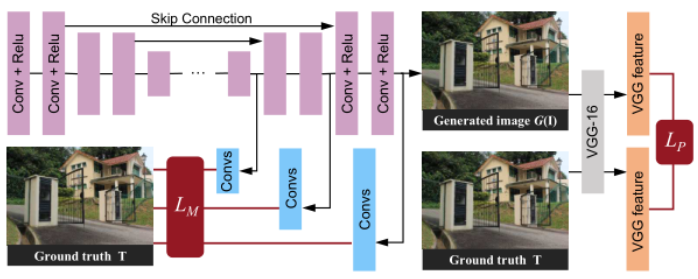 Skip Connection
Conv + Relu
Conv + Relu
...
Conv + Relu
Conv + Relu
Generated image G(I)
VGG-16
VGG feature
L_P
Convs
Convs
Convs
L_M
Ground truth T
Ground truth T
VGG feature